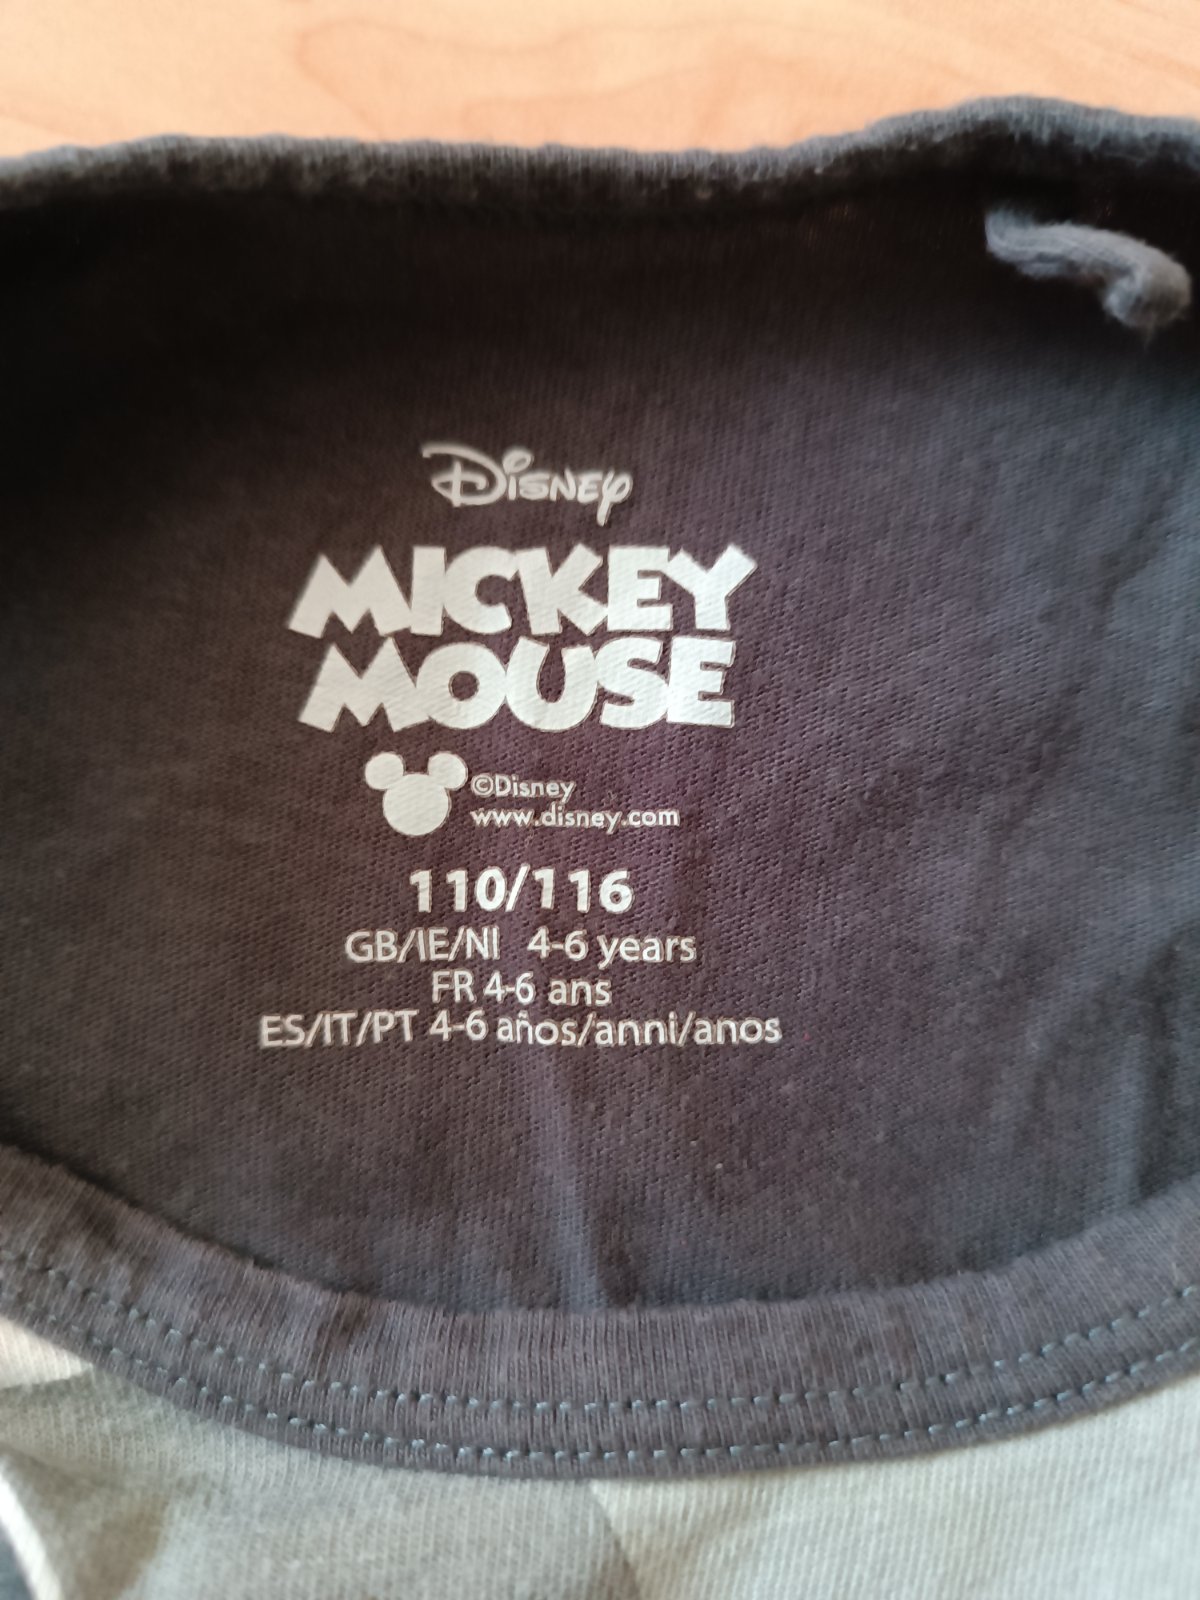 Disney
MICKEY
MOUSE
©Disney
www.disney.com
110/116
GB/IE/NI 4-6 years
FR 4-6 ans
ES/IT/PT 4-6 años/anni/anos